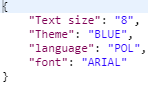 {
    "Text size": "8",
    "Theme": "BLUE",
    "language": "POL",
    "font": "ARIAL"
}